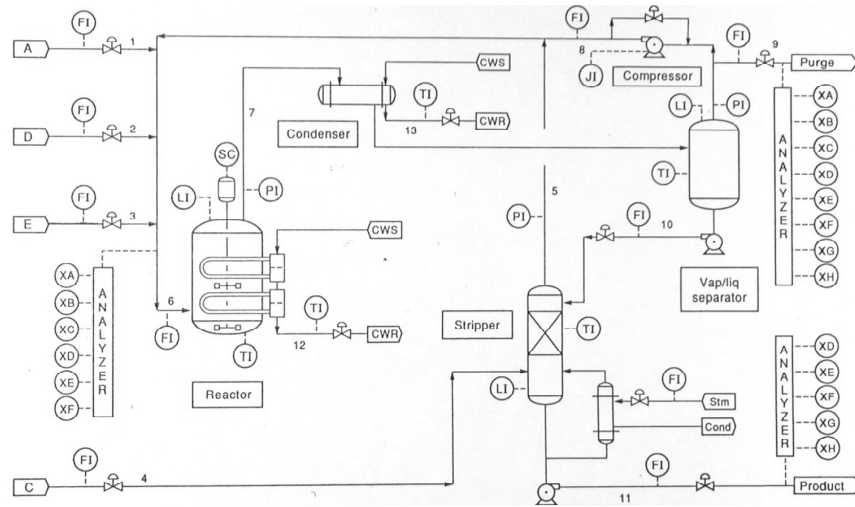 FI
1
A
FI
2
D
FI
3
E
XA
XB
XC
XD
XE
XF
ANALYZER
6
FI
7
SC
LI
PI
TI
Reactor
CWS
TI
12
CWR
Condenser
CWS
TI
13
CWR
FI
8
JI
Compressor
FI
9
Purge
LI
PI
TI
Vap/liq
separator
ANALYZER
XA
XB
XC
XD
XE
XF
XG
XH
5
PI
FI
10
Stripper
TI
LI
FI
Stm
Cond
ANALYZER
XD
XE
XF
XG
XH
FI
4
C
FI
11
Product